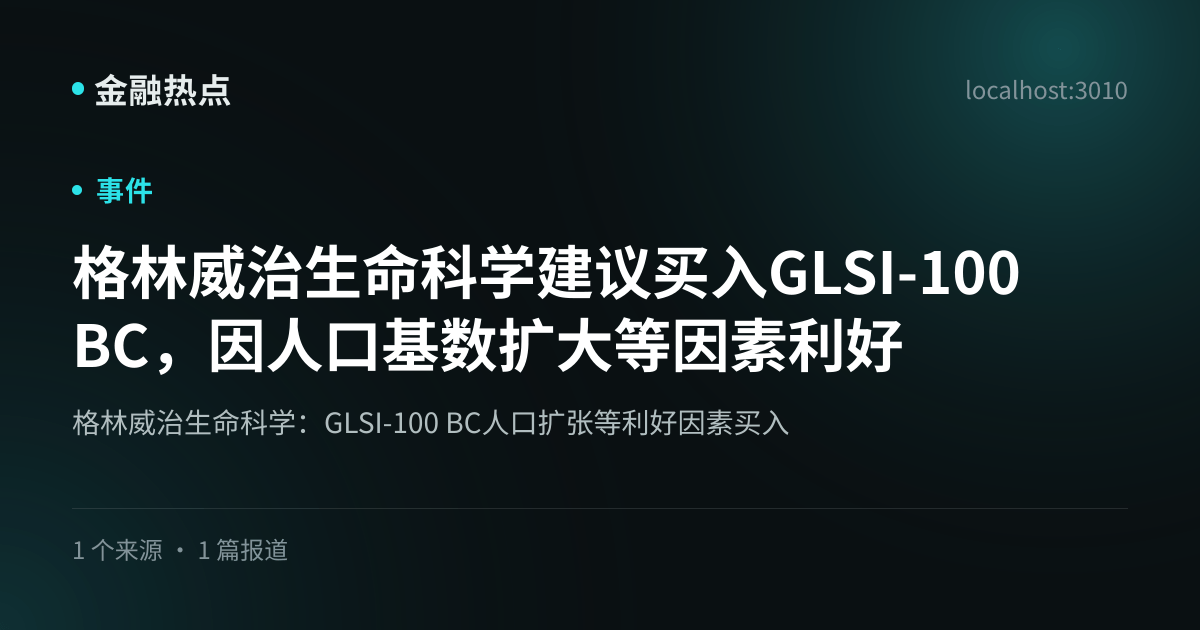 金融热点
localhost:3010
事件
格林威治生命科学建议买入GLSI-100
BC，因人口基数扩大等因素利好
格林威治生命科学：GLSI-100 BC人口扩张等利好因素买入
1 个来源 · 1 篇报道